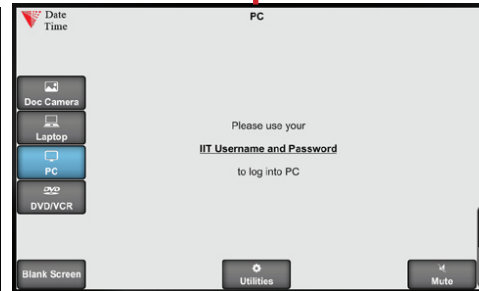 Date
Time
PC
Doc Camera
Laptop
PC
DVD
DVD/VCR
Please use your
IIT Username and Password
to log into PC
Blank Screen
Utilities
Mute